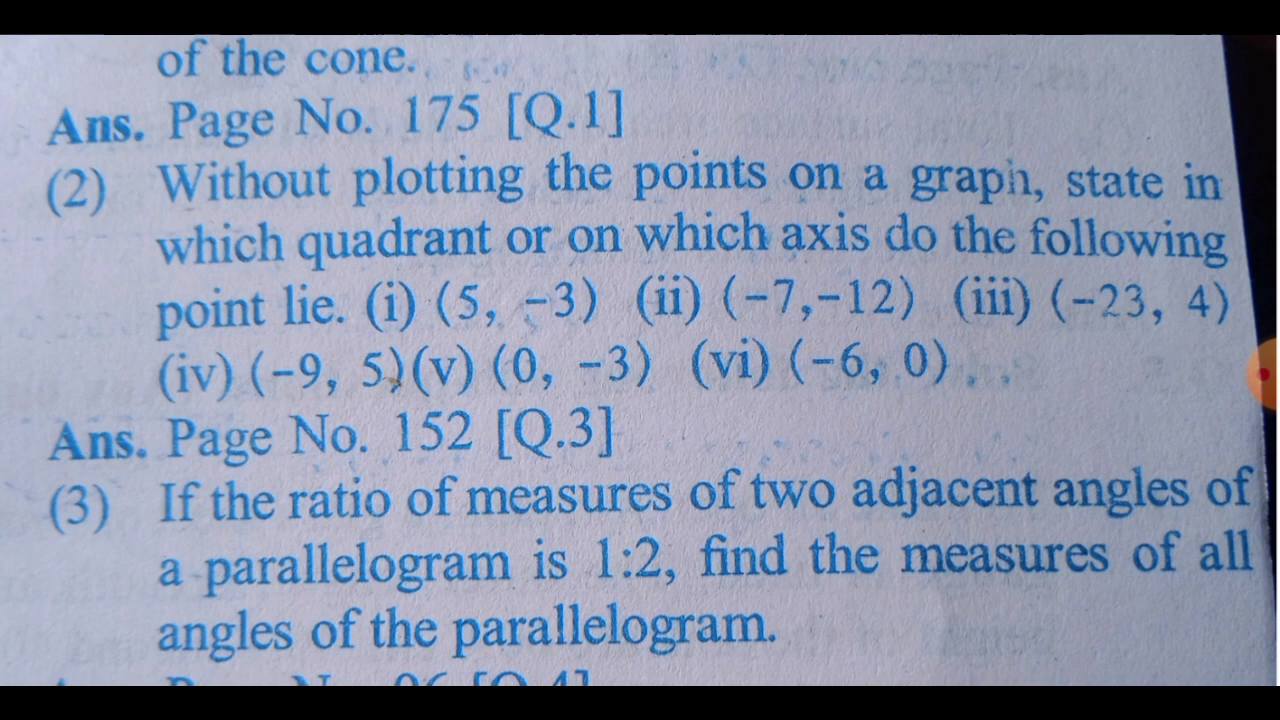 of the cone.
Ans. Page No. 175 [Q.1]
(2) Without plotting the points on a graph, state in
which quadrant or on which axis do the following
point lie. (i) (5, −3) (ii) (−7,−12) (iii) (−23, 4)
(iv) (−9, 5)(v) (0, −3) (vi) (−6, 0)
Ans. Page No. 152 [Q.3]
(3) If the ratio of measures of two adjacent angles of
a parallelogram is 1:2, find the measures of all
angles of the parallelogram.